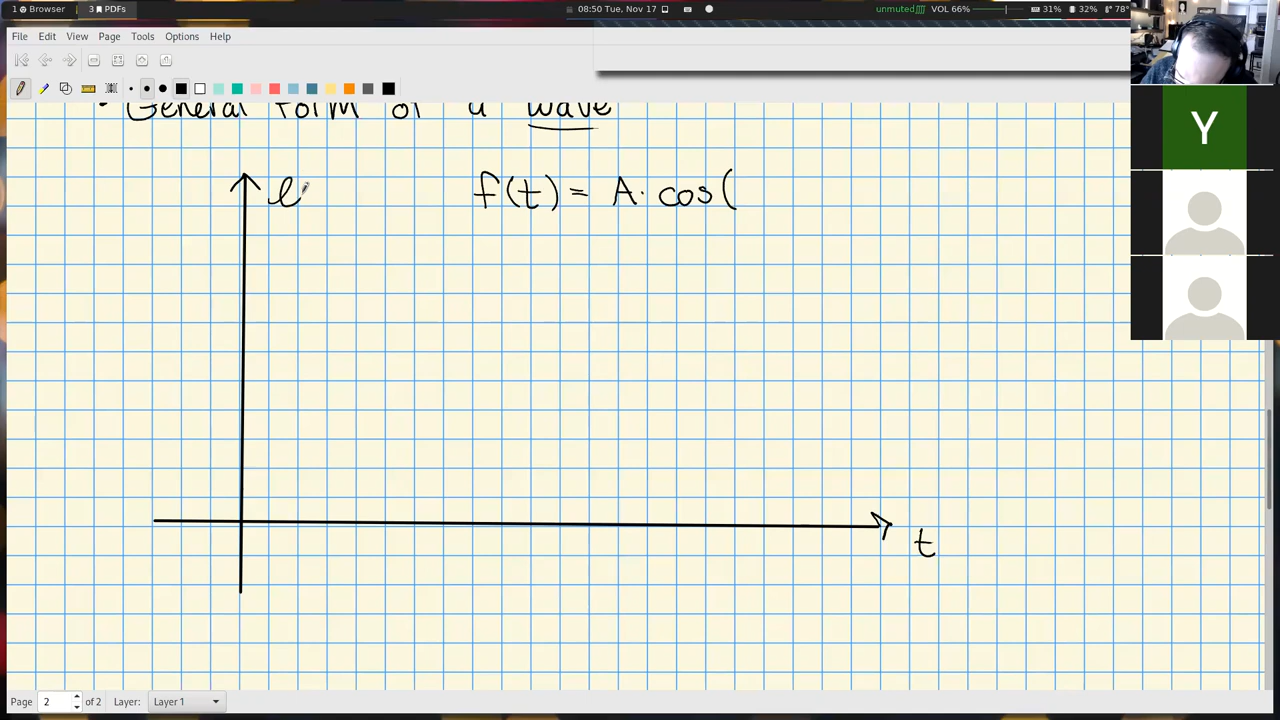 1 Browser 3 PDFs 08:50 Tue, Nov 17 unmuted VOL 66% 31% 32% 78°
File Edit View Page Tools Options Help
• General form of a wave
f(t) = A· cos(
t
Y
Page 2 of 2 Layer: Layer 1